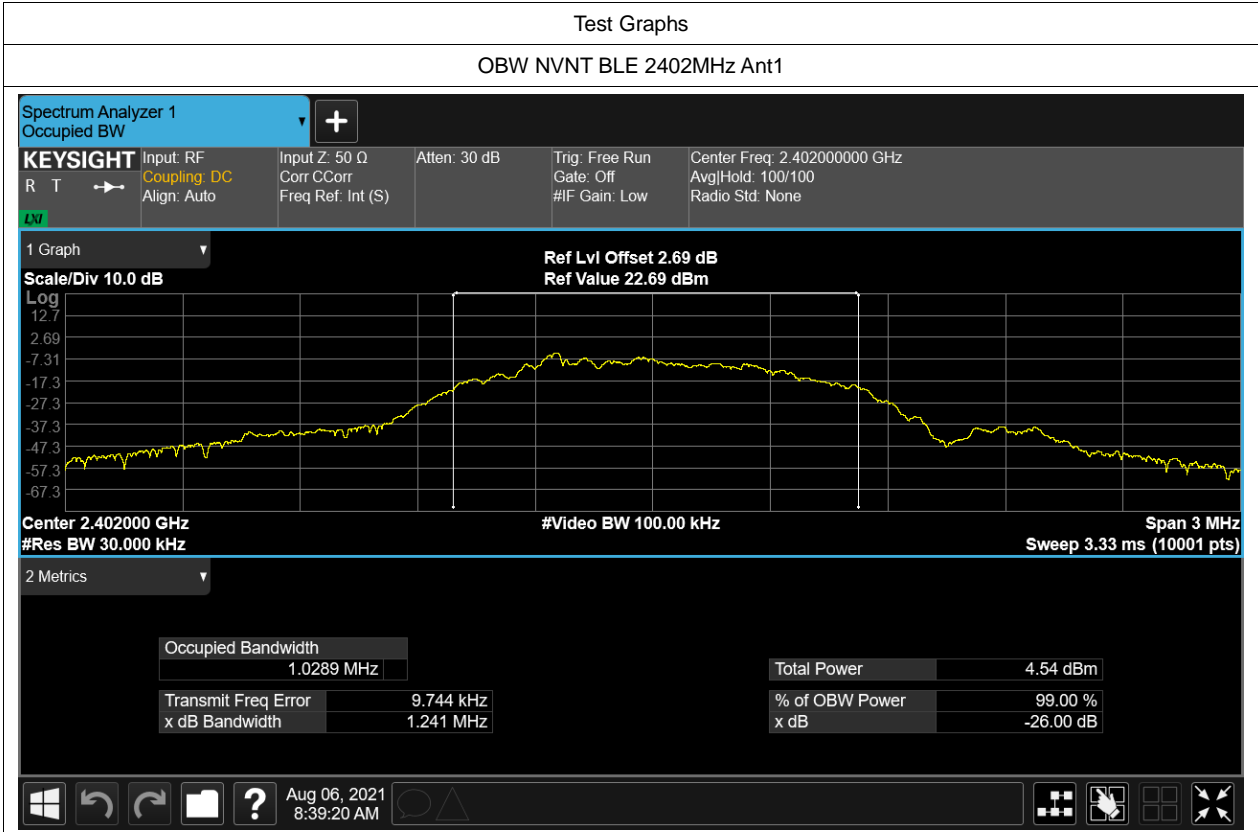 Test Graphs
OBW NVNT BLE 2402MHz Ant1
Spectrum Analyzer 1
Occupied BW
KEYSIGHT
R T
LXI
Input: RF
Coupling: DC
Align: Auto
Input Z: 50 Ω
Corr CCorr
Freq Ref: Int (S)
Atten: 30 dB
Trig: Free Run
Gate: Off
#IF Gain: Low
Center Freq: 2.402000000 GHz
Avg|Hold: 100/100
Radio Std: None
1 Graph
Scale/Div 10.0 dB
Ref Lvl Offset 2.69 dB
Ref Value 22.69 dBm
Log
12.7
2.69
-7.31
-17.3
-27.3
-37.3
-47.3
-57.3
-67.3
Center 2.402000 GHz
#Res BW 30.000 kHz
#Video BW 100.00 kHz
Span 3 MHz
Sweep 3.33 ms (10001 pts)
2 Metrics
Occupied Bandwidth
1.0289 MHz
Transmit Freq Error 9.744 kHz
x dB Bandwidth 1.241 MHz
Total Power 4.54 dBm
% of OBW Power 99.00 %
x dB -26.00 dB
?
Aug 06, 2021
8:39:20 AM